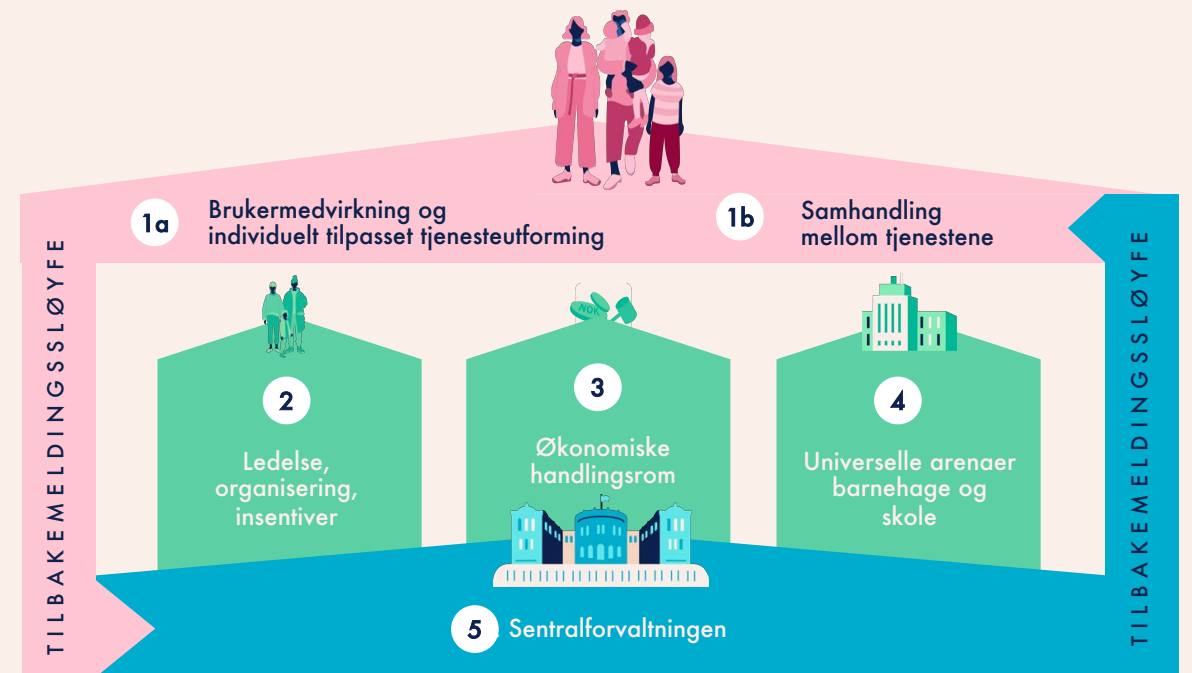 1a
Brukermedvirkning og
individuelt tilpasset tjenesteutforming
1b
Samhandling
mellom tjenestene
TILBAKEMELDINGSSLØYFE
2
Ledelse,
organisering,
insentiver
NOK
3
Økonomiske
handlingsrom
4
Universelle arenaer
barnehage og
skole
TILBAKEMELDINGSSLØYFE
5. Sentralforvaltningen